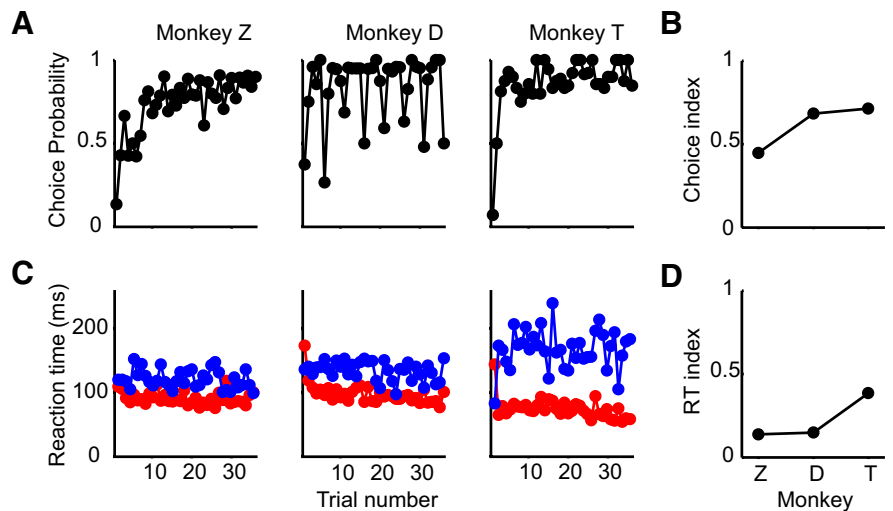 A
Monkey Z
Monkey D
Monkey T
B
Choice Probability
1
0.5
0
Choice index
1
0.5
0
C
Reaction time (ms)
200
100
0
10 20 30
10 20 30
10 20 30
Trial number
D
RT index
1
0.5
0
Z D T
Monkey